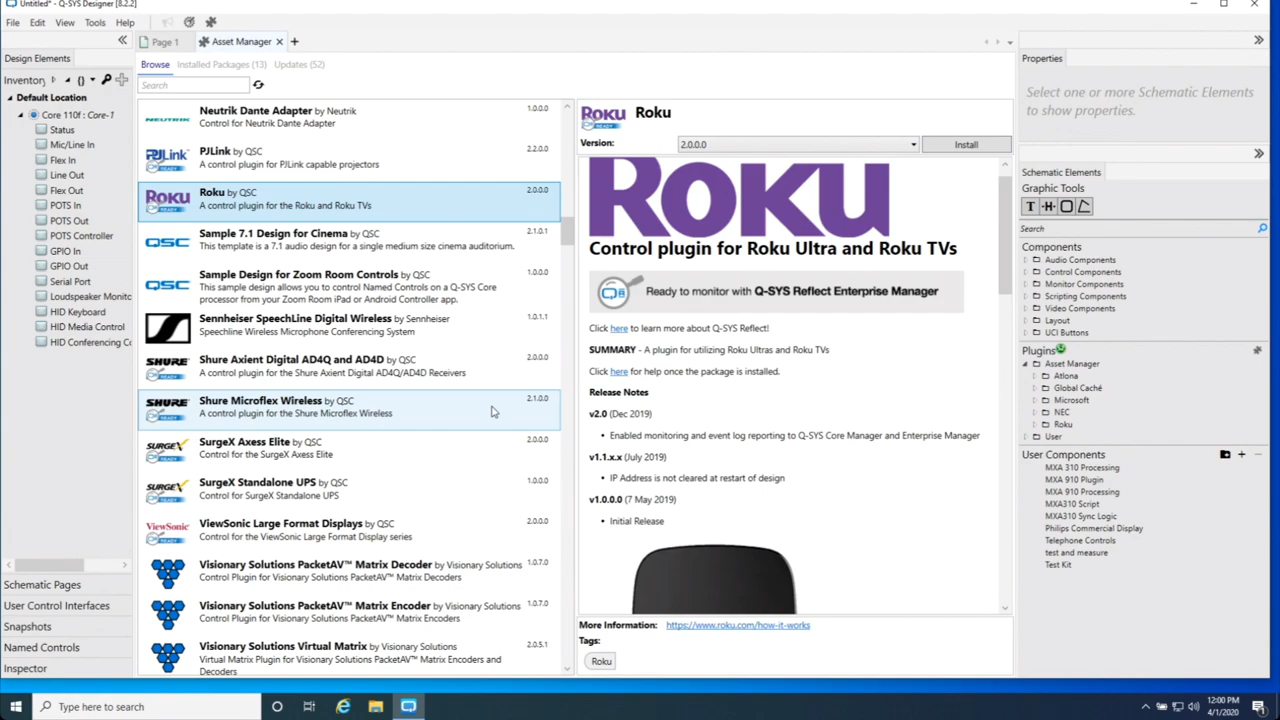 Untitled* - Q-SYS Designer [8.2.2]
File Edit View Tools Help
Design Elements
Inventory
Default Location
Core 110f : Core-1
Status
Mic/Line In
Flex In
Line Out
Flex Out
POTS In
POTS Out
POTS Controller
GPIO In
GPIO Out
Serial Port
Loudspeaker Monito
HID Keyboard
HID Media Control
HID Conferencing Co
Schematic Pages
User Control Interfaces
Snapshots
Named Controls
Inspector
Page 1
Asset Manager
Browse Installed Packages (13) Updates (52)
Search
NEUTRIK
Neutrik Dante Adapter by Neutrik 1.0.0.0
Control for Neutrik Dante Adapter
PJLink
READY
PJLink by QSC 2.2.0.0
A control plugin for PJLink capable projectors
Roku
READY
Roku by QSC 2.0.0.0
A control plugin for the Roku and Roku TVs
QSC
Sample 7.1 Design for Cinema by QSC 2.1.0.1
This template is a 7.1 audio design for a single medium size cinema auditorium.
QSC
Sample Design for Zoom Room Controls by QSC 1.0.0.0
This sample design allows you to control Named Controls on a Q-SYS Core
processor from your Zoom Room iPad or Android Controller app.
Sennheiser SpeechLine Digital Wireless by Sennheiser 1.0.1.1
Speechline Wireless Microphone Conferencing System
SHURE
READY
Shure Axient Digital AD4Q and AD4D by QSC 2.0.0.0
A control plugin for the Shure Axient Digital AD4Q/AD4D Receivers
SHURE
READY
Shure Microflex Wireless by QSC 2.1.0.0
A control plugin for the Shure Microflex Wireless
SURGEX
READY
SurgeX Axess Elite by QSC 2.0.0.0
Control for the SurgeX Axess Elite
SURGEX
READY
SurgeX Standalone UPS by QSC 1.0.0.0
Control for SurgeX Standalone UPS
ViewSonic
READY
ViewSonic Large Format Displays by QSC 2.0.0.0
Control for the ViewSonic Large Format Display series
Visionary Solutions PacketAV™ Matrix Decoder by Visionary Solutions 1.0.7.0
Control Plugin for Visionary Solutions PacketAV™ Matrix Decoders
Visionary Solutions PacketAV™ Matrix Encoder by Visionary Solutions 1.0.7.0
Control Plugin for Visionary Solutions PacketAV™ Matrix Encoders
Visionary Solutions Virtual Matrix by Visionary Solutions 2.0.5.1
Virtual Matrix Plugin for Visionary Solutions PacketAV™ Matrix Encoders and
Decoders
Roku
READY
Roku
Version: 2.0.0.0 Install
ROKU
Control plugin for Roku Ultra and Roku TVs
Ready to monitor with Q-SYS Reflect Enterprise Manager
Click here to learn more about Q-SYS Reflect!
SUMMARY - A plugin for utilizing Roku Ultras and Roku TVs
Click here for help once the package is installed.
Release Notes
v2.0 (Dec 2019)
• Enabled monitoring and event log reporting to Q-SYS Core Manager and Enterprise Manager
v1.1.x.x (July 2019)
• IP Address is not cleared at restart of design
v1.0.0.0 (7 May 2019)
• Initial Release
More Information: https://www.roku.com/how-it-works
Tags:
Roku
Properties
Select one or more Schematic Elements
to show properties.
Schematic Elements
Graphic Tools
T H
Search
Components
Audio Components
Control Components
Monitor Components
Scripting Components
Video Components
Layout
UCI Buttons
Plugins
Asset Manager
Atlona
Global Caché
Microsoft
NEC
Roku
User
User Components
MXA 310 Processing
MXA 910 Plugin
MXA 910 Processing
MXA310 Script
MXA310 Sync Logic
Philips Commercial Display
Telephone Controls
test and measure
Test Kit
Type here to search
12:00 PM
4/1/2020